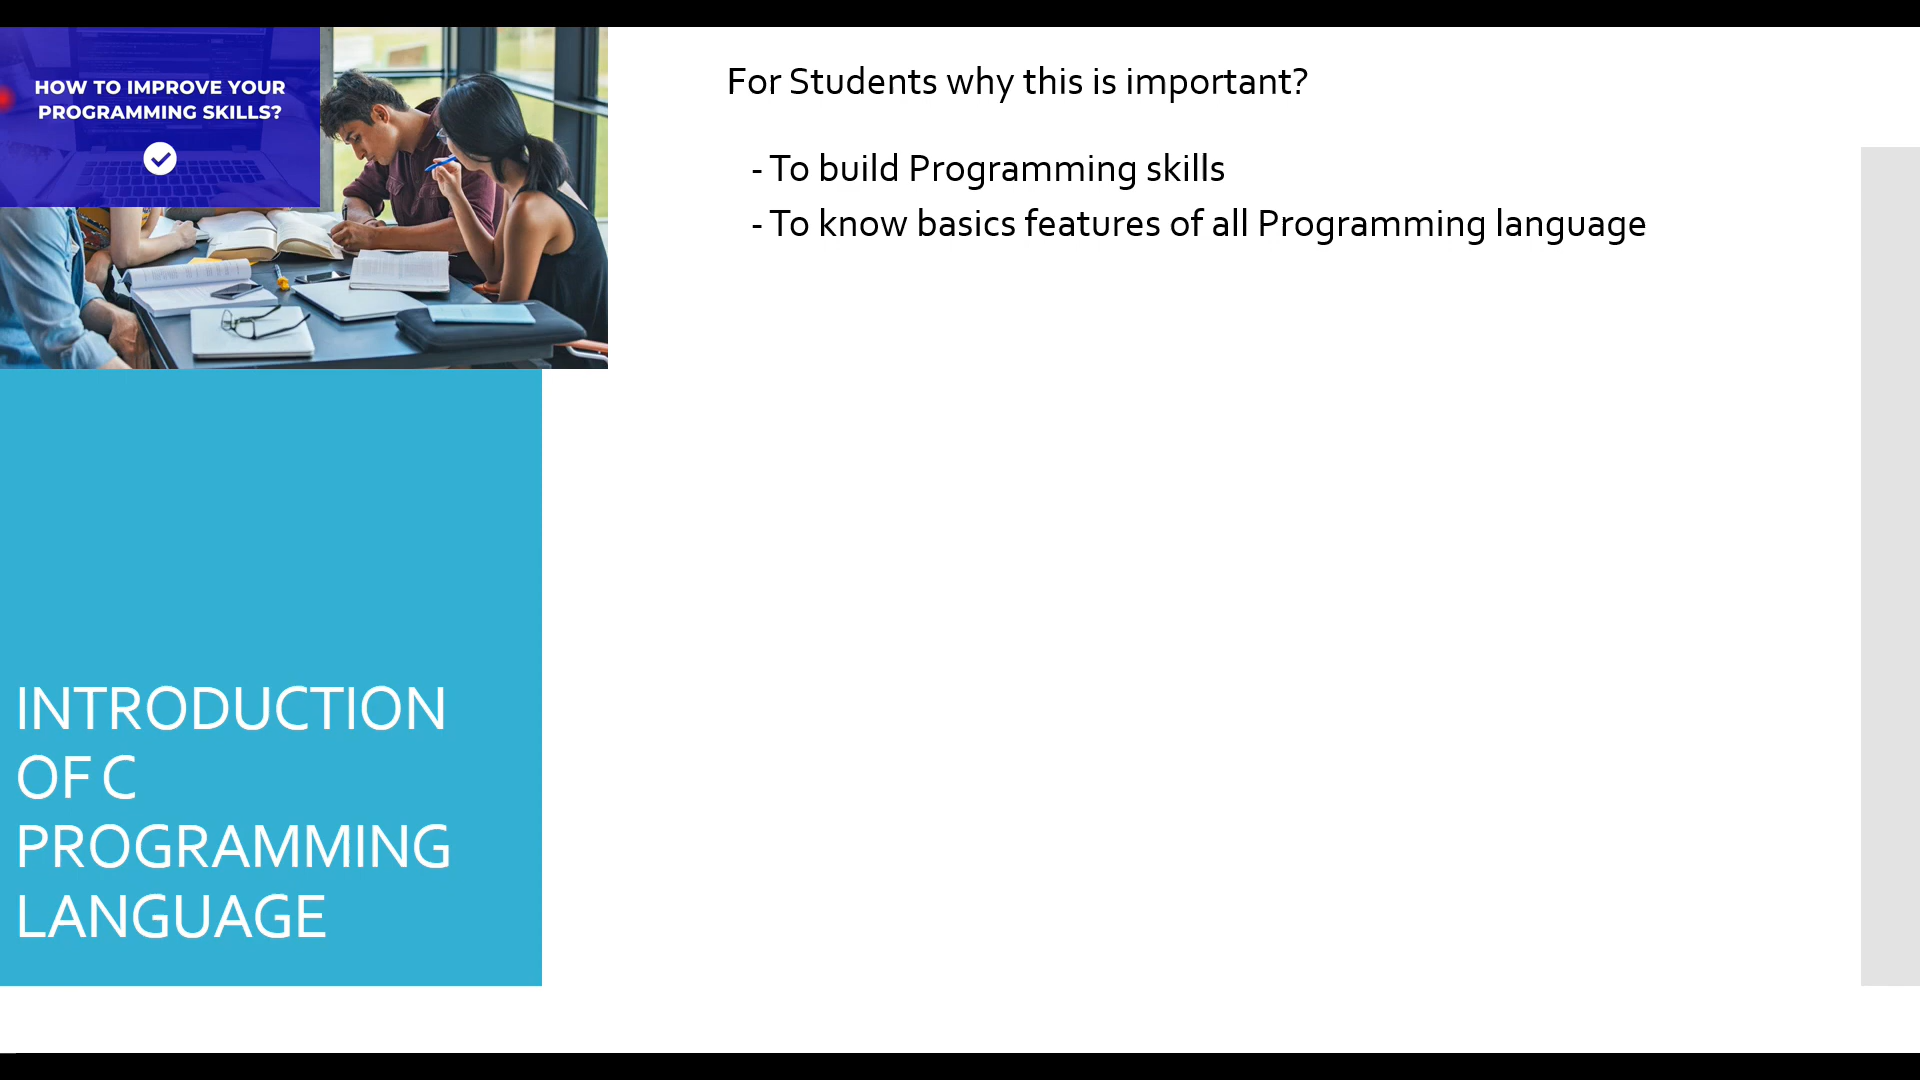 HOW TO IMPROVE YOUR
PROGRAMMING SKILLS?
For Students why this is important?
- To build Programming skills
- To know basics features of all Programming language
INTRODUCTION
OF C
PROGRAMMING
LANGUAGE